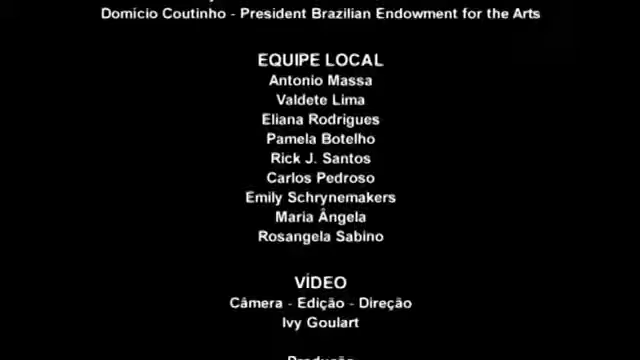 Domício Coutinho - President Brazilian Endowment for the Arts
EQUIPE LOCAL
Antonio Massa
Valdete Lima
Eliana Rodrigues
Pamela Botelho
Rick J. Santos
Carlos Pedroso
Emily Schrynemakers
Maria Ângela
Rosangela Sabino
VÍDEO
Câmera - Edição - Direção
Ivy Goulart